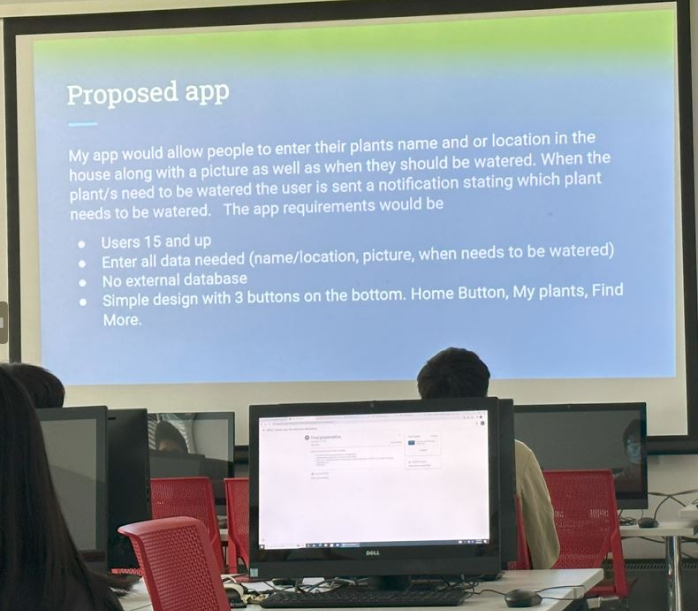 Proposed app
My app would allow people to enter their plants name and or location in the
house along with a picture as well as when they should be watered. When the
plant/s need to be watered the user is sent a notification stating which plant
needs to be watered. The app requirements would be
● Users 15 and up
● Enter all data needed (name/location, picture, when needs to be watered)
● No external database
● Simple design with 3 buttons on the bottom. Home Button, My plants, Find
More.
DELL